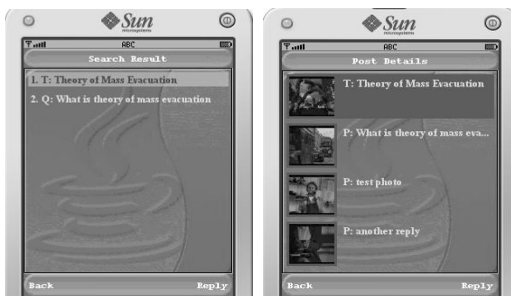 Sun
microsystems
ABC
Search Result
1. T: Theory of Mass Evacuation
2. Q: What is theory of mass evacuation
Back Reply
Sun
microsystems
ABC
Post Details
T: Theory of Mass Evacuation
P: What is theory of mass eva...
P: test photo
P: another reply
Back Reply